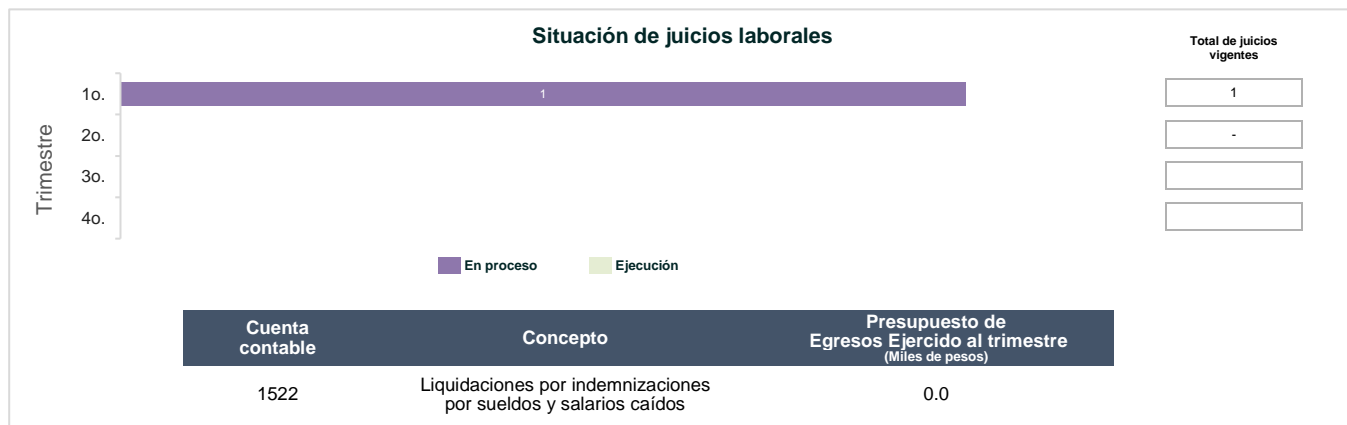 Situación de juicios laborales
Total de juicios
vigentes
Trimestre
1o.
1
1
2o.
-
3o.
4o.
En proceso
Ejecución
Cuenta
contable
Concepto
Presupuesto de
Egresos Ejercido al trimestre
(Miles de pesos)
1522
Liquidaciones por indemnizaciones
por sueldos y salarios caídos
0.0